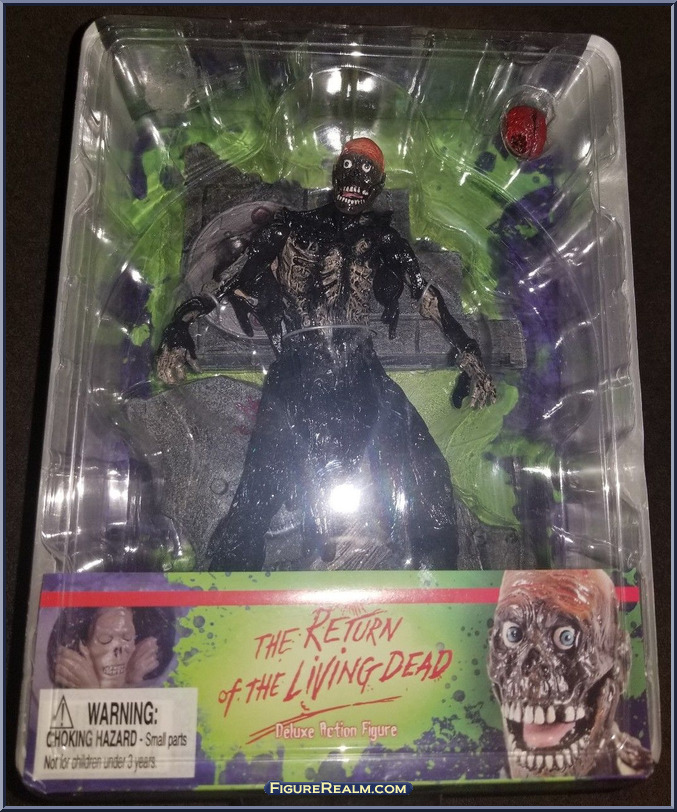 THE RETURN
of THE LIVING DEAD
Deluxe Action Figure
WARNING:
CHOKING HAZARD - Small parts
Not for children under 3 years.
FIGUREREALM.COM